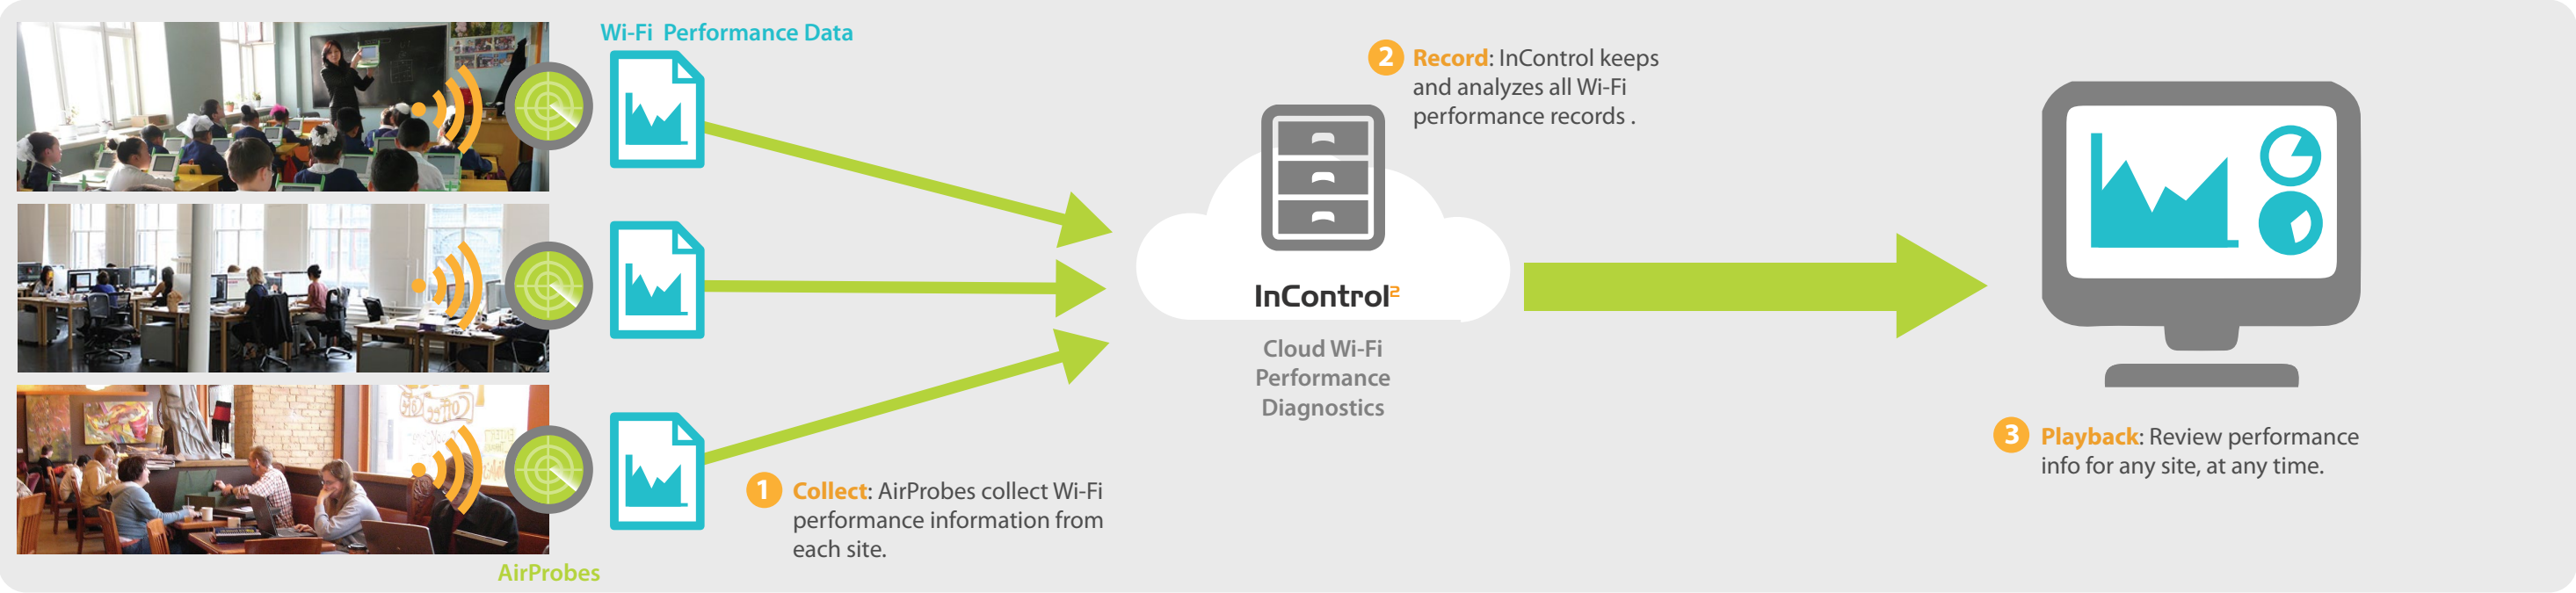 Wi-Fi Performance Data
AirProbes
1 Collect: AirProbes collect Wi-Fi
performance information from
each site.
2 Record: InControl keeps
and analyzes all Wi-Fi
performance records .
InControl2
Cloud Wi-Fi
Performance
Diagnostics
3 Playback: Review performance
info for any site, at any time.